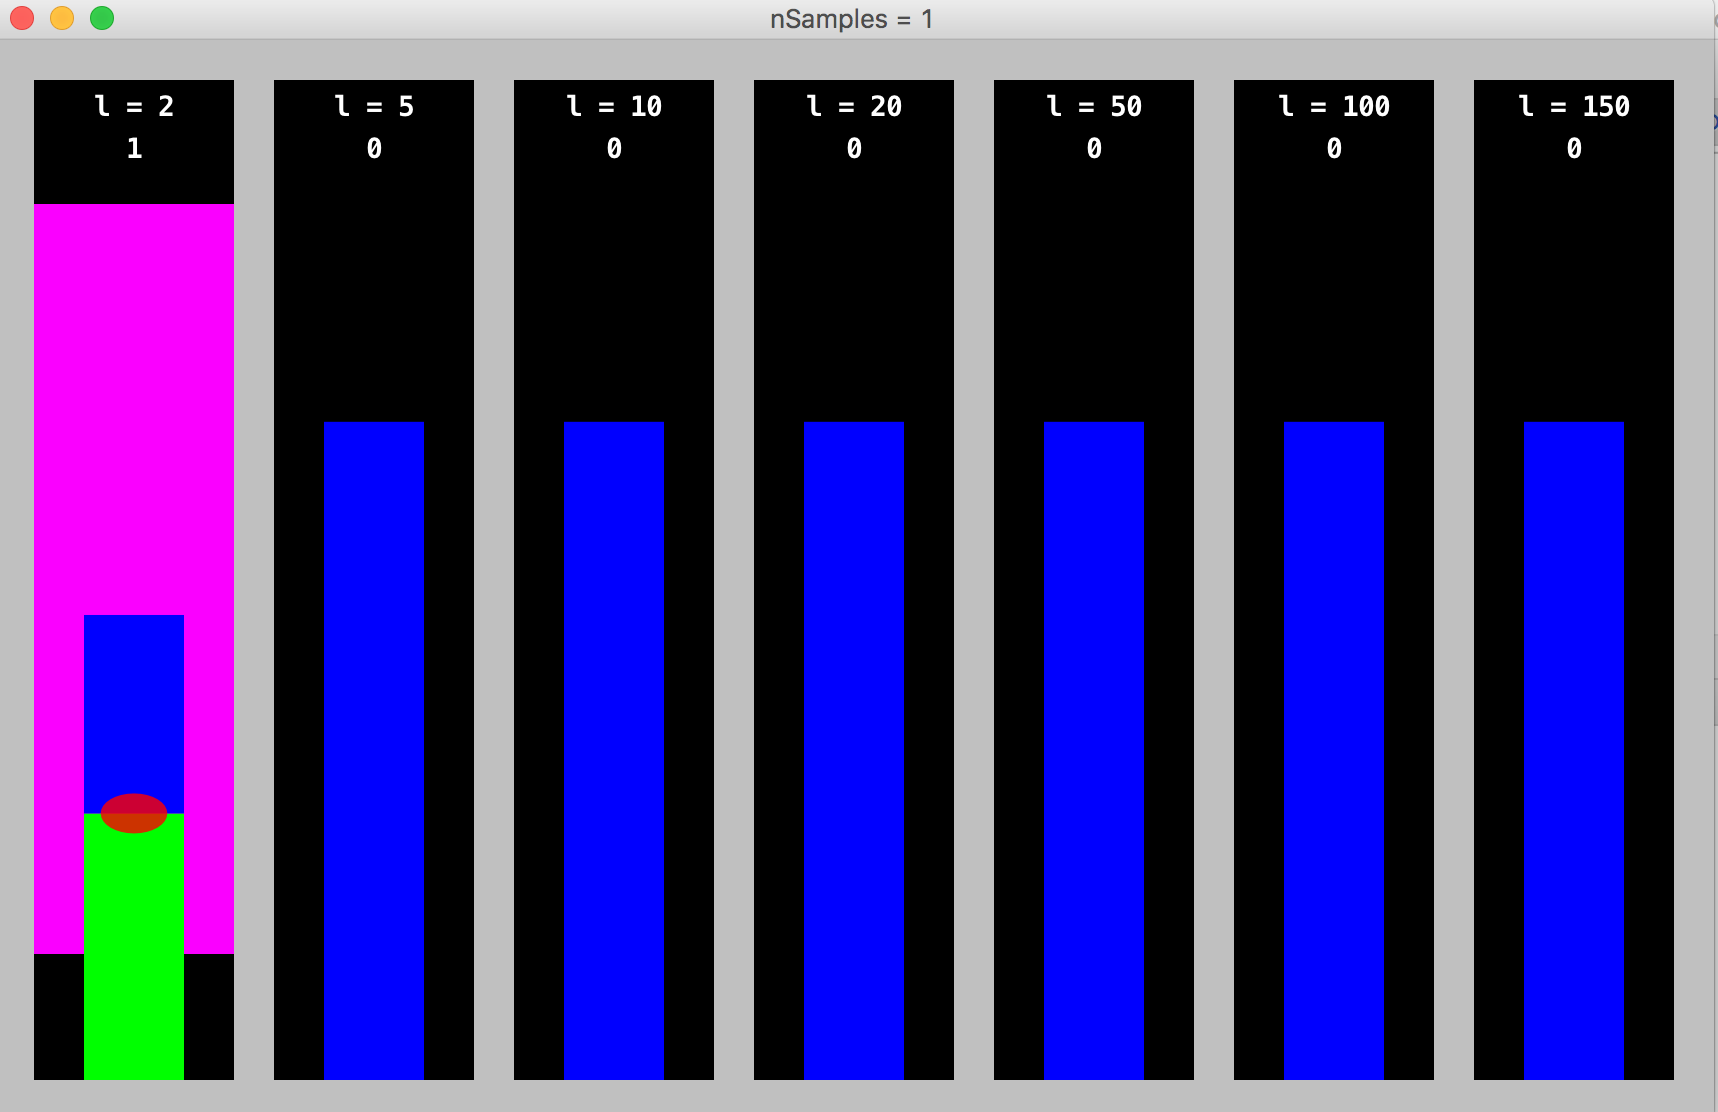 nSamples = 1
l = 2
1
l = 5
0
l = 10
0
l = 20
0
l = 50
0
l = 100
0
l = 150
0